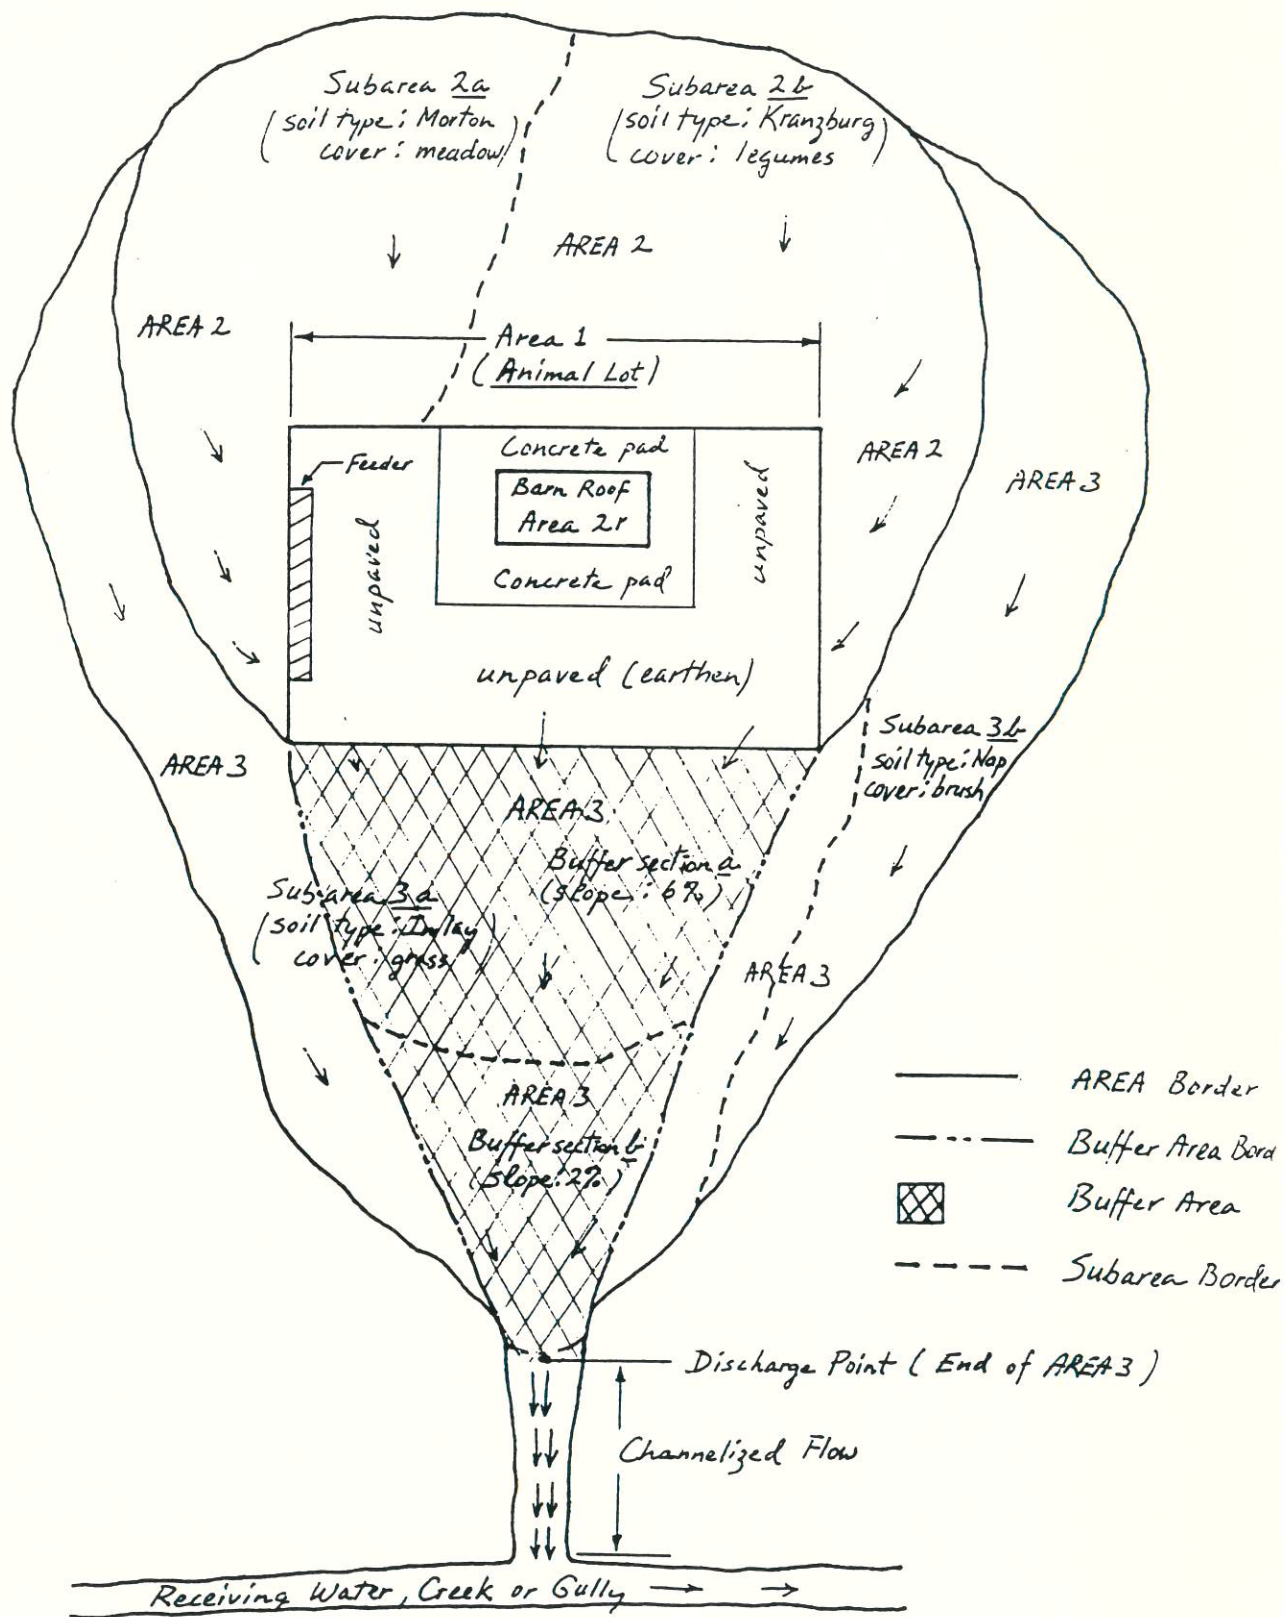 Subarea 2a
(soil type: Morton
cover: meadow)
Subarea 2b
(soil type: Kranzburg
cover: legumes)
AREA 2
AREA 2
Area 1
(Animal Lot)
Feeder
Concrete pad
Barn Roof
Area 2r
Concrete pad
unpaved
unpaved
unpaved (earthen)
AREA 2
AREA 3
AREA 3
Subarea 3b
soil type: Nap
cover: brush
AREA 3
Buffer section a
(slope: 6%)
Subarea 3a
(soil type: Inlay
cover: grass)
AREA 3
AREA 3
Buffer section b
(slope: 2%)
AREA Border
Buffer Area Bord
Buffer Area
Subarea Border
Discharge Point (End of AREA 3)
Channelized Flow
Receiving Water, Creek or Gully